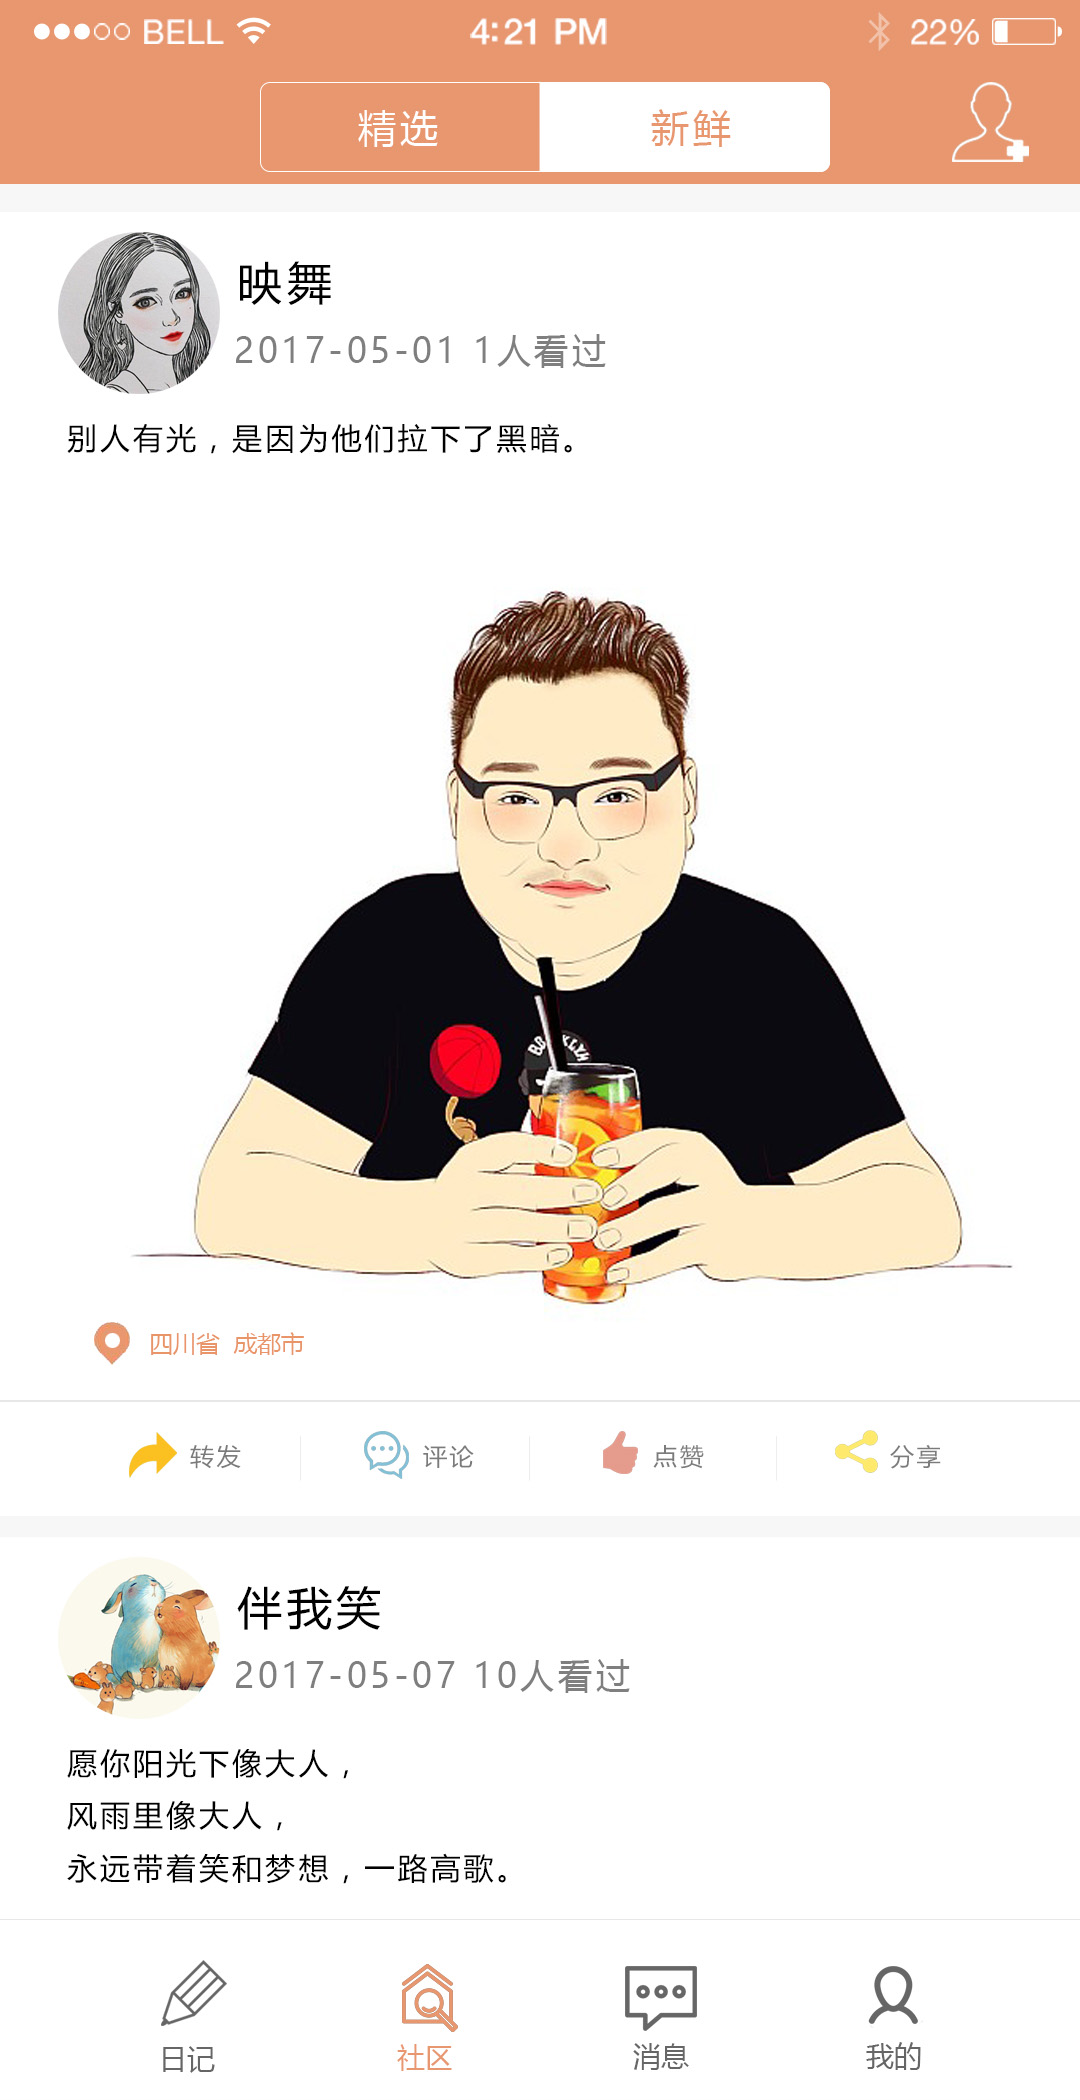 BELL 4:21 PM 22%
精选 新鲜
映舞
2017-05-01 1人看过
别人有光，是因为他们拉下了黑暗。
四川省 成都市
转发 评论 点赞 分享
伴我笑
2017-05-07 10人看过
愿你阳光下像大人，
风雨里像大人，
永远带着笑和梦想，一路高歌。
日记 社区 消息 我的